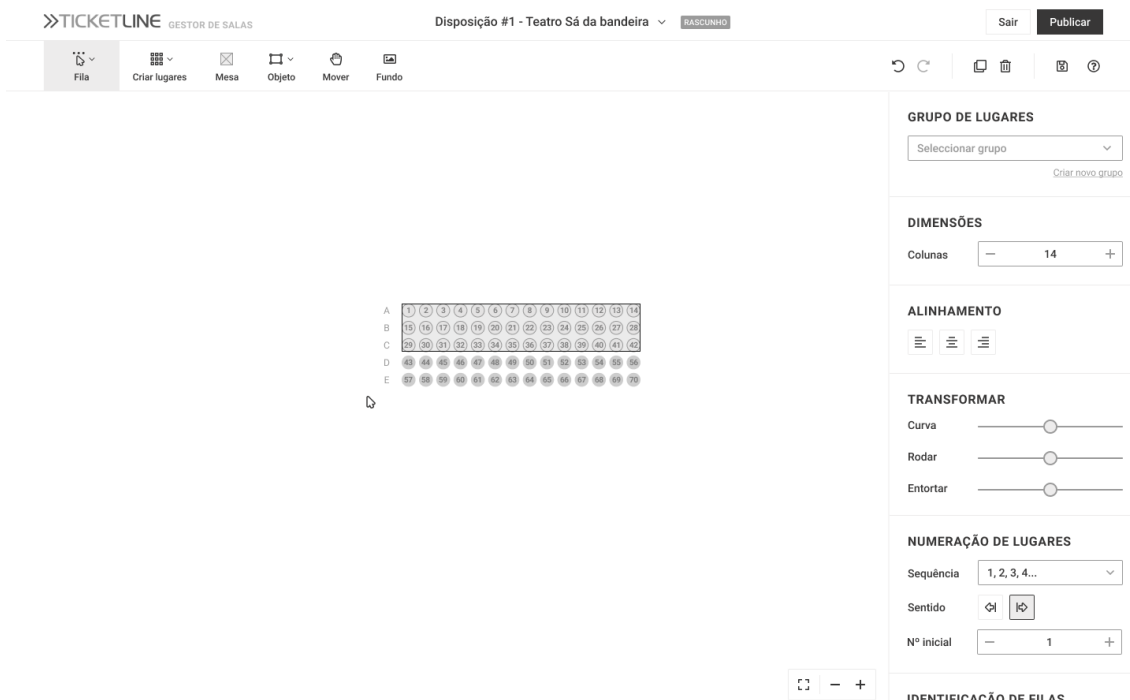 TICKETLINE GESTOR DE SALAS
Disposição #1 - Teatro Sá da bandeira
RASCUNHO
Sair
Publicar
Fila
Criar lugares
Mesa
Objeto
Mover
Fundo
GRUPO DE LUGARES
Seleccionar grupo
Criar novo grupo
DIMENSÕES
Colunas
14
A 1 2 3 4 5 6 7 8 9 10 11 12 13 14
B 15 16 17 18 19 20 21 22 23 24 25 26 27 28
C 29 30 31 32 33 34 35 36 37 38 39 40 41 42
D 43 44 45 46 47 48 49 50 51 52 53 54 55 56
E 57 58 59 60 61 62 63 64 65 66 67 68 69 70
ALINHAMENTO
TRANSFORMAR
Curva
Rodar
Entortar
NUMERAÇÃO DE LUGARES
Sequência
1, 2, 3, 4...
Sentido
Nº inicial
1
IDENTIFICAÇÃO DE FILAS